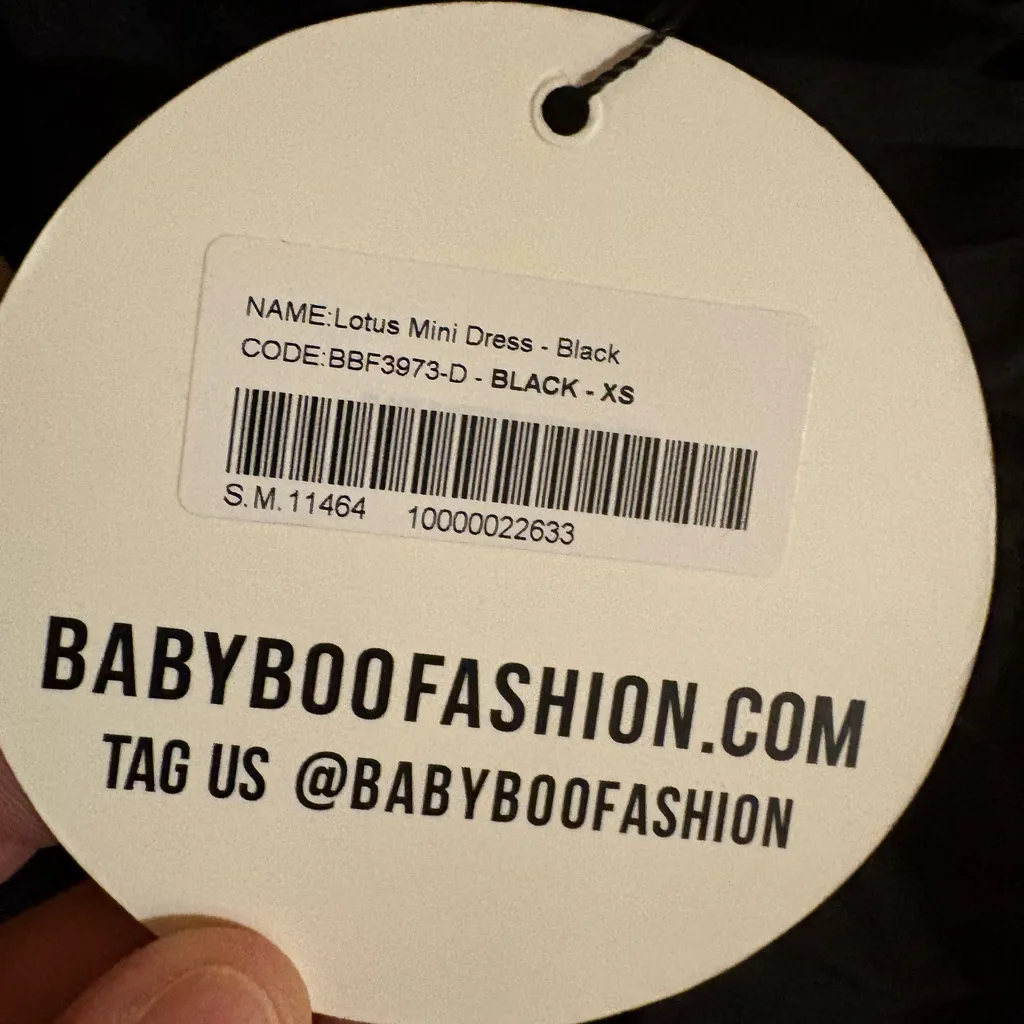 NAME:Lotus Mini Dress - Black
CODE:BBF3973-D - BLACK - XS
S.M.11464 10000022633
BABYBOOFASHION.COM
TAG US @BABYBOOFASHION